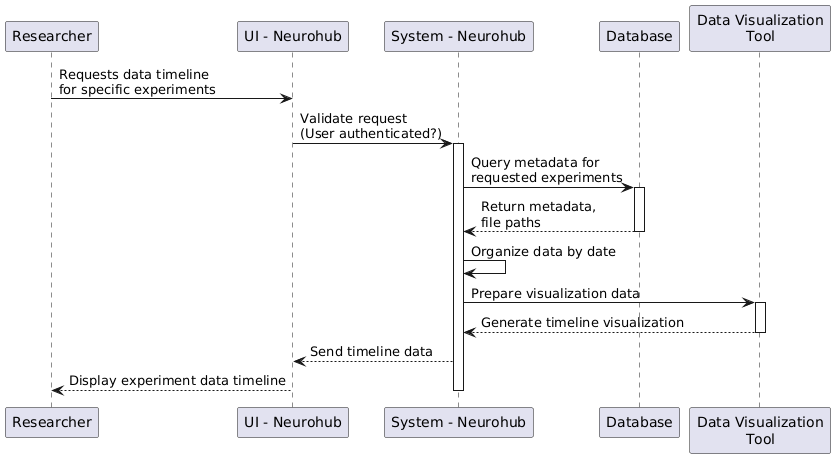 Researcher
UI - Neurohub
System - Neurohub
Database
Data Visualization
Tool
Requests data timeline
for specific experiments
Validate request
(User authenticated?)
Query metadata for
requested experiments
Return metadata,
file paths
Organize data by date
Prepare visualization data
Generate timeline visualization
Send timeline data
Display experiment data timeline
Researcher
UI - Neurohub
System - Neurohub
Database
Data Visualization
Tool